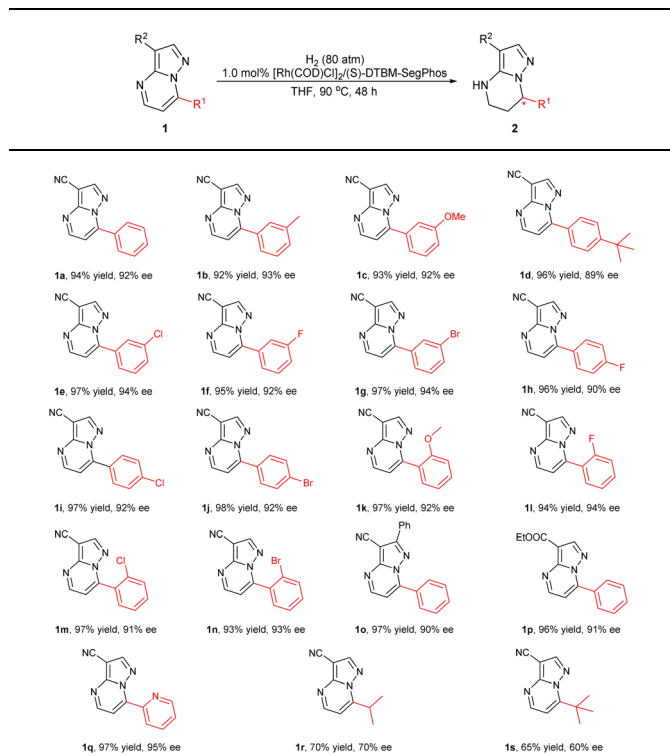 R2 R2
H2 (80 atm)
N 1.0 mol% [Rh(COD)Cl]2/(S)-DTBM-SegPhos N
N N THF, 90 oC, 48 h HN N
R1 * R1
1 2
NC NC NC NC
N N N N
N N N N N N N N
OMe
1a, 94% yield, 92% ee 1b, 92% yield, 93% ee 1c, 93% yield, 92% ee 1d, 96% yield, 89% ee
NC NC NC NC
N N N N
N N Cl N N F N N Br N N
F
1e, 97% yield, 94% ee 1f, 95% yield, 92% ee 1g, 97% yield, 94% ee 1h, 96% yield, 90% ee
NC NC NC NC
N N N N
N N N N N N O N N F
Cl Br
1i, 97% yield, 92% ee 1j, 98% yield, 92% ee 1k, 97% yield, 92% ee 1l, 94% yield, 94% ee
NC NC NC Ph EtOOC
N N N N
N N Cl N N Br N N N N
1m, 97% yield, 91% ee 1n, 93% yield, 93% ee 1o, 97% yield, 90% ee 1p, 96% yield, 91% ee
NC NC NC
N N N
N N N N N N N
1q, 97% yield, 95% ee 1r, 70% yield, 70% ee 1s, 65% yield, 60% ee